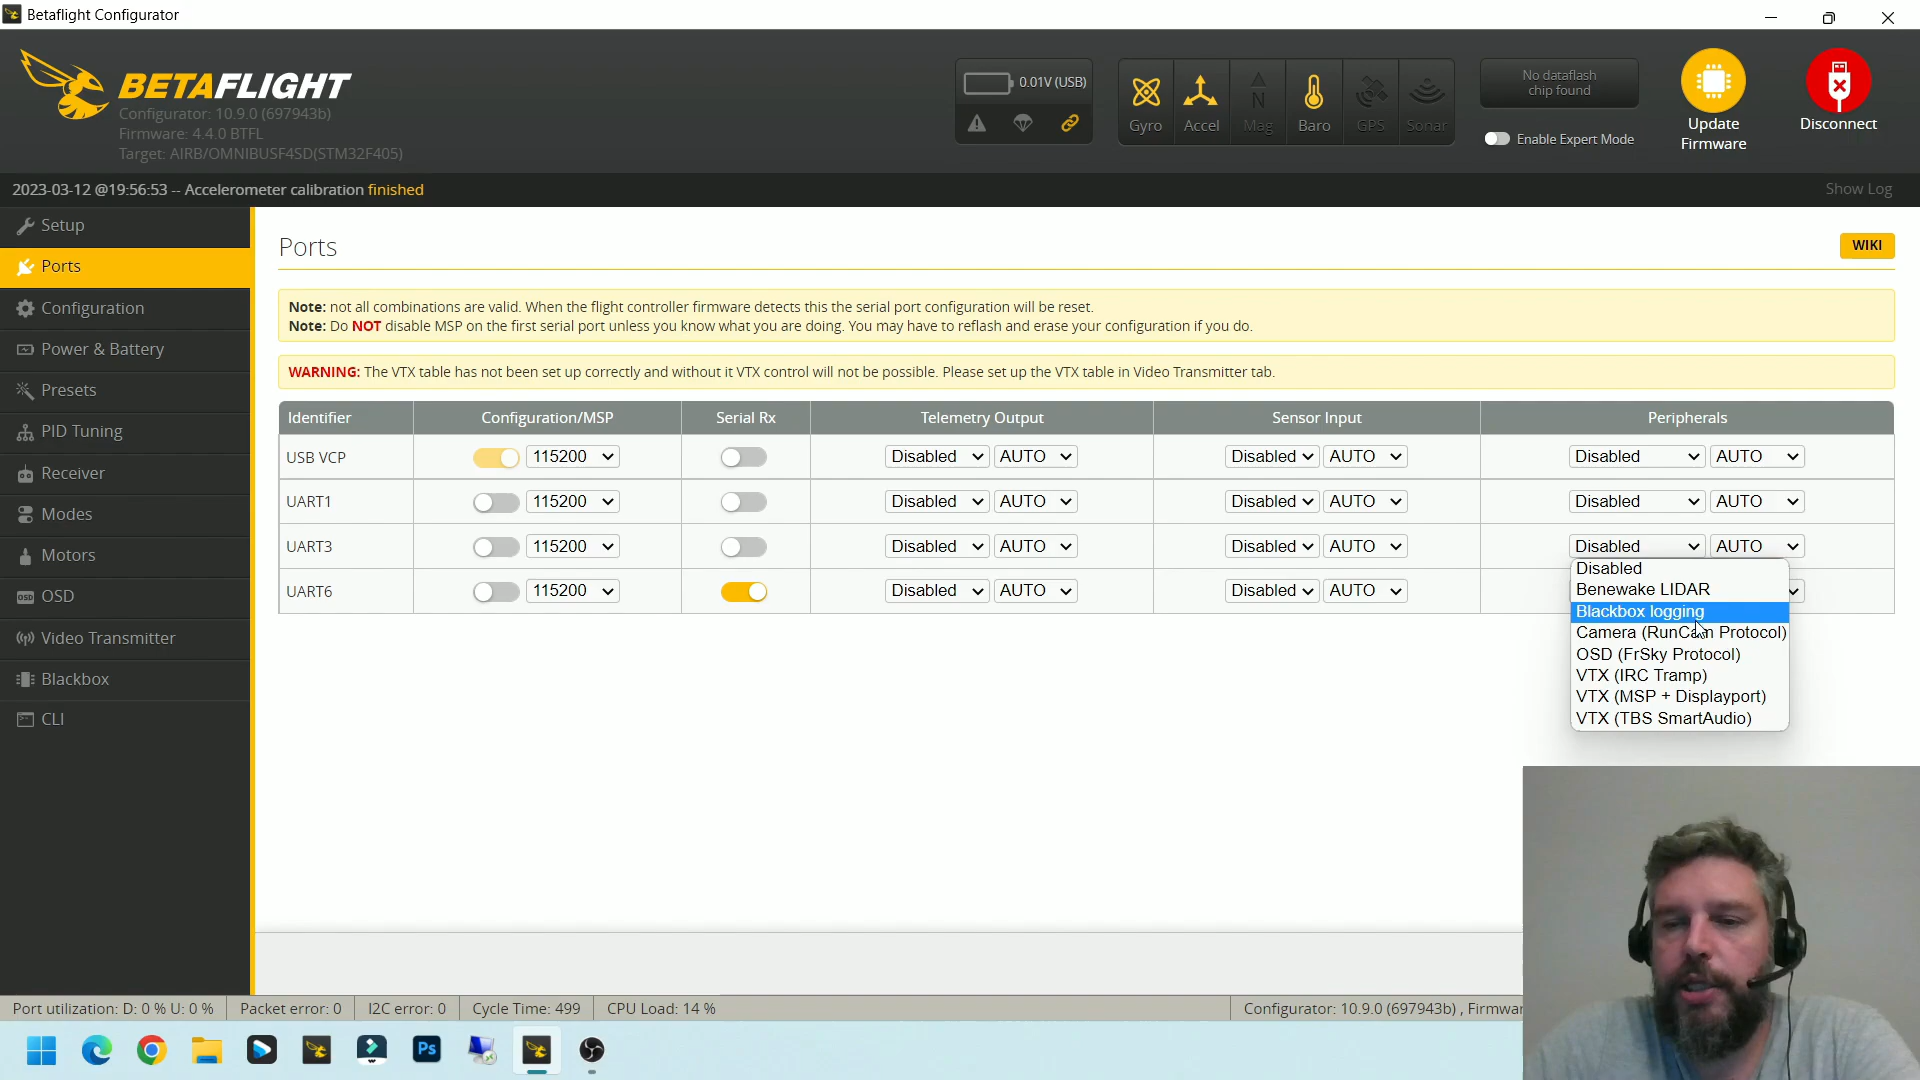 Betaflight Configurator
BETAFLIGHT
Configurator: 10.9.0 (697943b)
Firmware: 4.4.0 BTFL
Target: AIRB/OMNIBUSF4SD(STM32F405)
0.01V (USB)
Gyro
Accel
N
Mag
Baro
GPS
Sonar
No dataflash
chip found
Enable Expert Mode
Update
Firmware
Disconnect
2023-03-12 @19:56:53 -- Accelerometer calibration finished
Show Log
Setup
Ports
Configuration
Power & Battery
Presets
PID Tuning
Receiver
Modes
Motors
OSD OSD
Video Transmitter
Blackbox
CLI
Ports
WIKI
Note: not all combinations are valid. When the flight controller firmware detects this the serial port configuration will be reset.
Note: Do NOT disable MSP on the first serial port unless you know what you are doing. You may have to reflash and erase your configuration if you do.
WARNING: The VTX table has not been set up correctly and without it VTX control will not be possible. Please set up the VTX table in Video Transmitter tab.
Identifier Configuration/MSP Serial Rx Telemetry Output Sensor Input Peripherals
USB VCP 115200 Disabled AUTO Disabled AUTO Disabled AUTO
UART1 115200 Disabled AUTO Disabled AUTO Disabled AUTO
UART3 115200 Disabled AUTO Disabled AUTO Disabled AUTO
UART6 115200 Disabled AUTO Disabled AUTO
Disabled
Benewake LIDAR
Blackbox logging
Camera (RunCam Protocol)
OSD (FrSky Protocol)
VTX (IRC Tramp)
VTX (MSP + Displayport)
VTX (TBS SmartAudio)
Port utilization: D: 0 % U: 0 % Packet error: 0 I2C error: 0 Cycle Time: 499 CPU Load: 14 % Configurator: 10.9.0 (697943b) , Firmwar
Ps